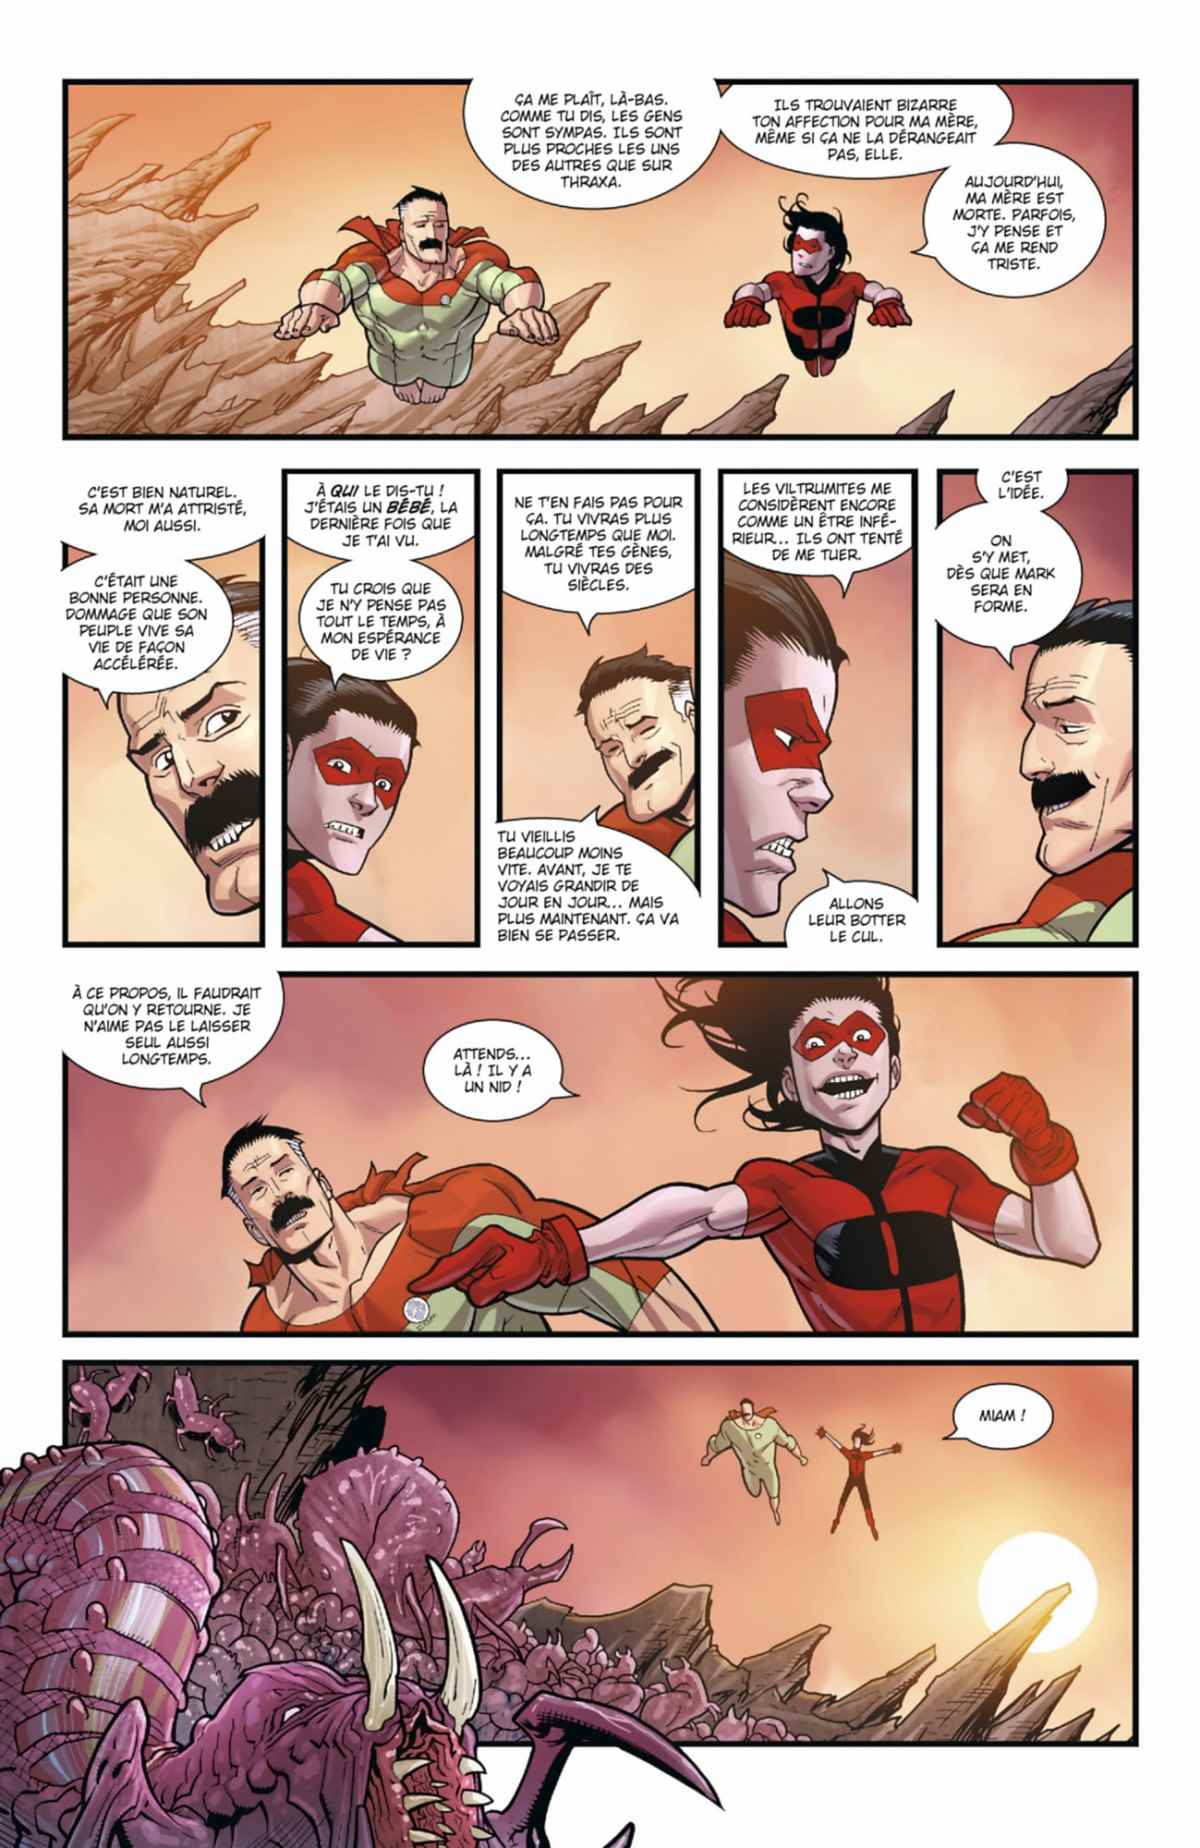 ÇA ME PLAÎT, LÀ-BAS.
COMME TU DIS, LES GENS
SONT SYMPAS. ILS SONT
PLUS PROCHES LES UNS
DES AUTRES QUE SUR
THRAXA.
ILS TROUVAIENT BIZARRE
TON AFFECTION POUR MA MÈRE,
MÊME SI ÇA NE LA DÉRANGEAIT
PAS, ELLE.
AUJOURD'HUI,
MA MÈRE EST
MORTE. PARFOIS,
J'Y PENSE ET
ÇA ME REND
TRISTE.
C'EST BIEN NATUREL.
SA MORT M'A ATTRISTÉ,
MOI AUSSI.
C'ÉTAIT UNE
BONNE PERSONNE.
DOMMAGE QUE SON
PEUPLE VIVE SA
VIE DE FAÇON
ACCÉLÉRÉE.
À QUI LE DIS-TU !
J'ÉTAIS UN BÉBÉ, LA
DERNIÈRE FOIS QUE
JE T'AI VU.
TU CROIS QUE
JE N'Y PENSE PAS
TOUT LE TEMPS, À
MON ESPÉRANCE
DE VIE ?
NE T'EN FAIS PAS POUR
ÇA. TU VIVRAS PLUS
LONGTEMPS QUE MOI.
MALGRÉ TES GÈNES,
TU VIVRAS DES
SIÈCLES.
TU VIEILLIS
BEAUCOUP MOINS
VITE. AVANT, JE TE
VOYAIS GRANDIR DE
JOUR EN JOUR... MAIS
PLUS MAINTENANT. ÇA VA
BIEN SE PASSER.
LES VILTRUMITES ME
CONSIDÈRENT ENCORE
COMME UN ÊTRE INFÉ-
RIEUR... ILS ONT TENTÉ
DE ME TUER.
ALLONS
LEUR BOTTER
LE CUL.
C'EST
L'IDÉE.
ON
S'Y MET,
DÈS QUE MARK
SERA EN
FORME.
À CE PROPOS, IL FAUDRAIT
QU'ON Y RETOURNE. JE
N'AIME PAS LE LAISSER
SEUL AUSSI
LONGTEMPS.
ATTENDS...
LÀ ! IL Y A
UN NID !
MIAM !